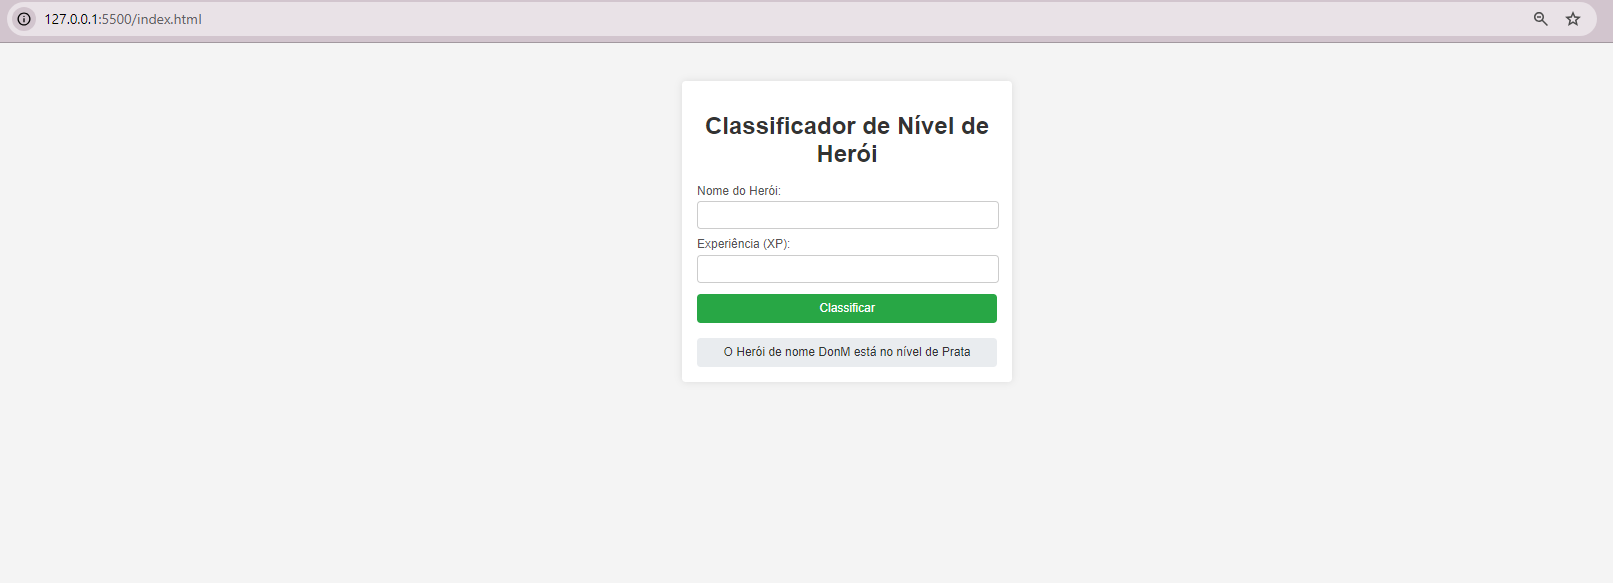 127.0.0.1:5500/index.html
Classificador de Nível de
Herói
Nome do Herói:
Experiência (XP):
Classificar
O Herói de nome DonM está no nível de Prata